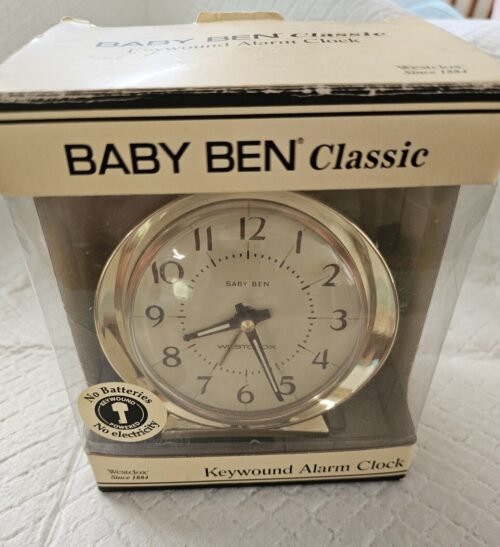 BABY BEN Classic
Keywound Alarm Clock
Westclox
Since 1884
BABY BEN® Classic
11 12 1
10 2
BABY BEN
9 3
WESTCLOX
8 4
7 6 5
No Batteries
KEYWOUND
POWERED
No electricity
Westclox®
Since 1884
Keywound Alarm Clock